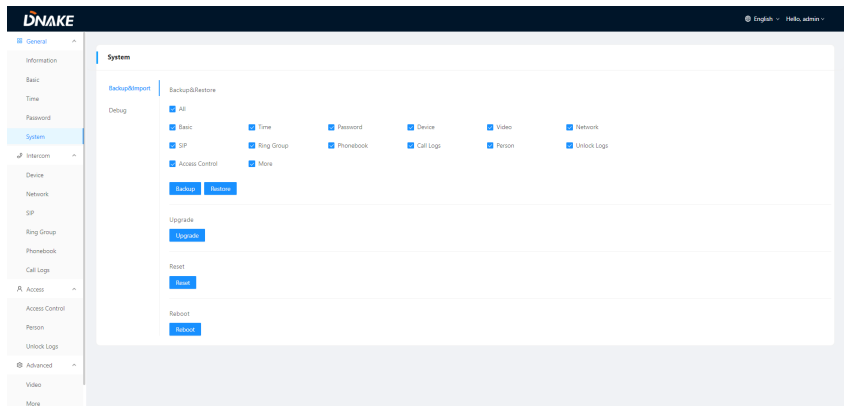 DNAKE
English
Hello, admin
General
Information
Basic
Time
Password
System
Intercom
Device
Network
SIP
Ring Group
Phonebook
Call Logs
Access
Access Control
Person
Unlock Logs
Advanced
Video
More
System
Backup&Import
Debug
Backup&Restore
All
Basic Time Password Device Video Network
SIP Ring Group Phonebook Call Logs Person Unlock Logs
Access Control More
Backup Restore
Upgrade
Upgrade
Reset
Reset
Reboot
Reboot